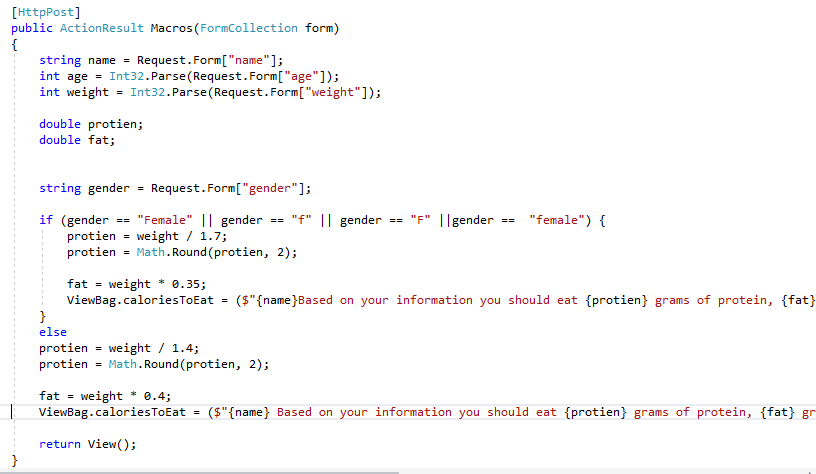 [HttpPost]
public ActionResult Macros(FormCollection form)
{
    string name = Request.Form["name"];
    int age = Int32.Parse(Request.Form["age"]);
    int weight = Int32.Parse(Request.Form["weight"]);
    double protien;
    double fat;
    string gender = Request.Form["gender"];
    if (gender == "Female" || gender == "f" || gender == "F" ||gender ==  "female") {
        protien = weight / 1.7;
        protien = Math.Round(protien, 2);
        fat = weight * 0.35;
        ViewBag.caloriesToEat = ($"{name}Based on your information you should eat {protien} grams of protein, {fat}
    }
    else
    protien = weight / 1.4;
    protien = Math.Round(protien, 2);
    fat = weight * 0.4;
    ViewBag.caloriesToEat = ($"{name} Based on your information you should eat {protien} grams of protein, {fat} gr
    return View();
}